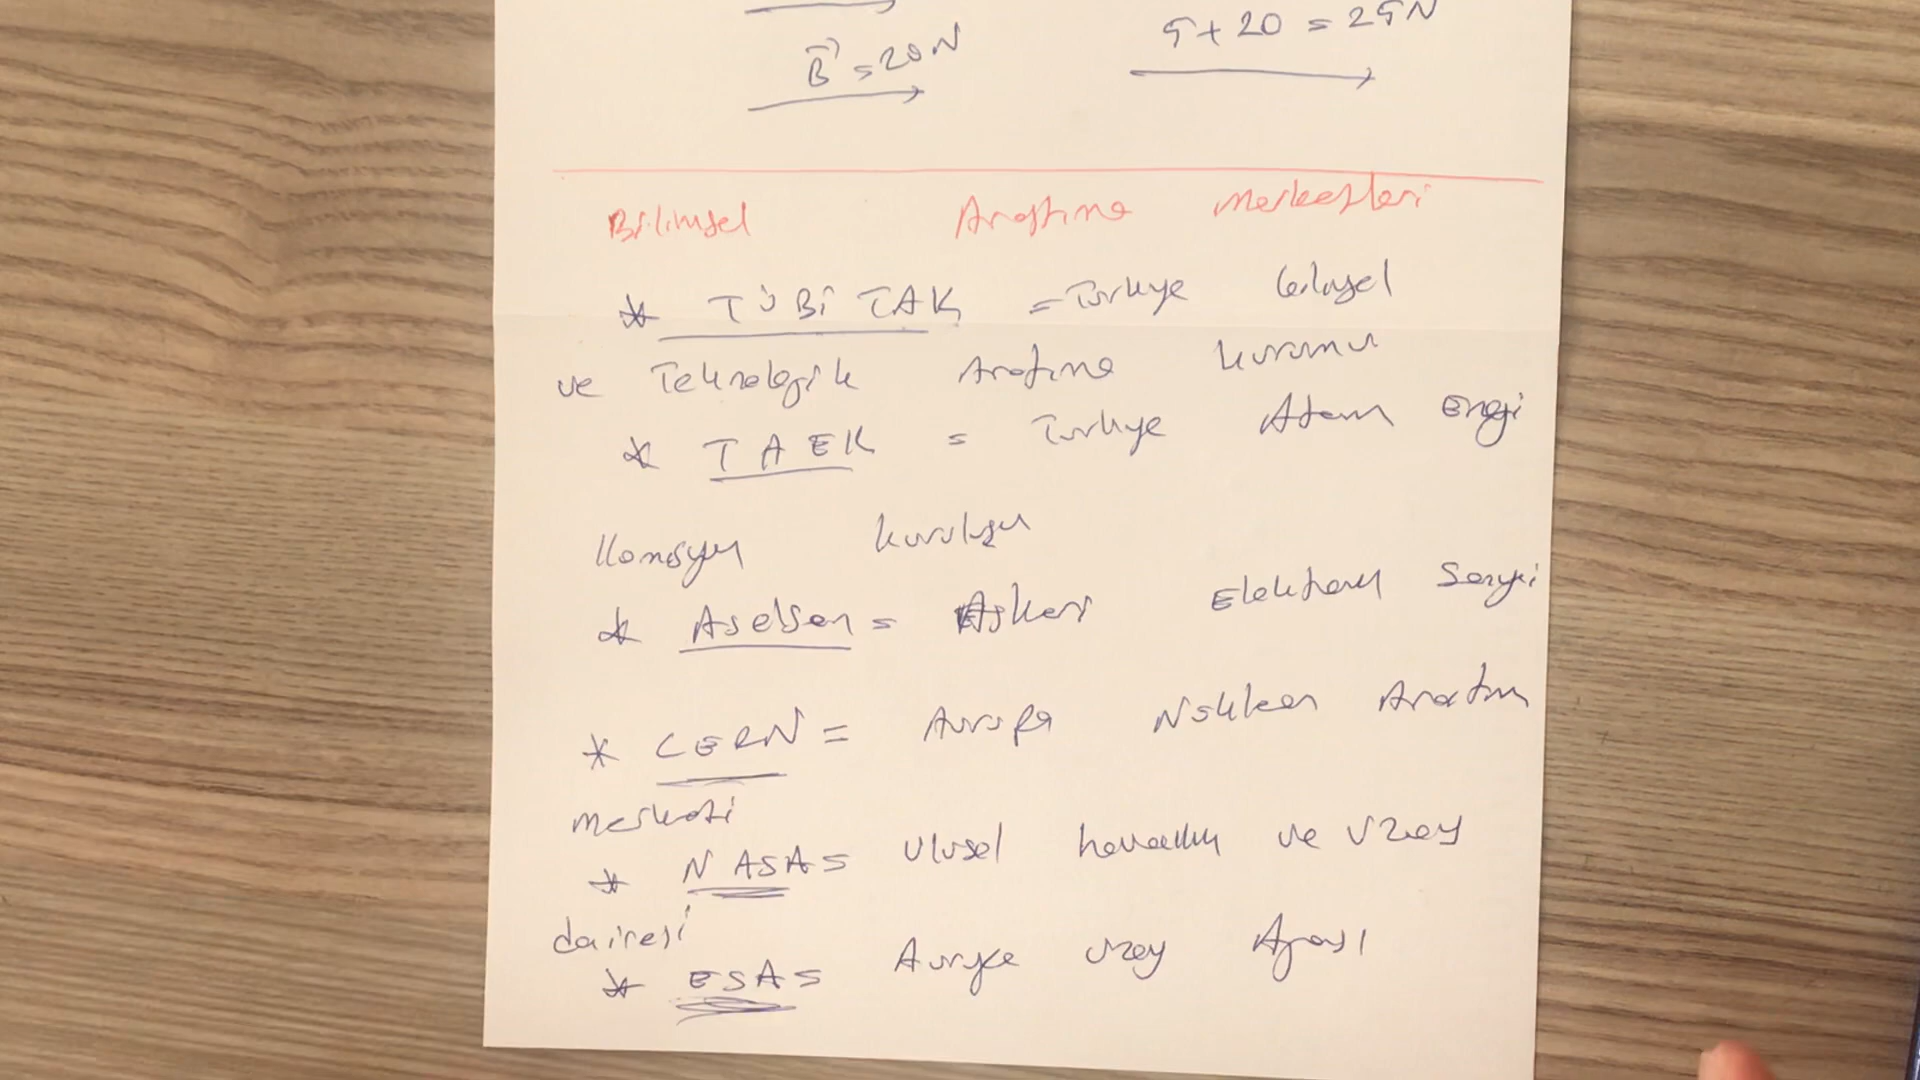 5+20=25N
B=20N
Bilimsel Araştırma Merkezleri
* TÜBİTAK = Türkiye bilimsel
ve Teknolojik Araştırma kurumu
* TAEK = Türkiye Atom Enerji
Komisyon kuruluşu
* Aselsan = Askeri Elektronik Sanayi
* CERN = Avrupa Nükleer Araştırma
merkezi
* NASA = Ulusal havacılık ve Uzay
dairesi
* ESA = Avrupa uzay Ajansı